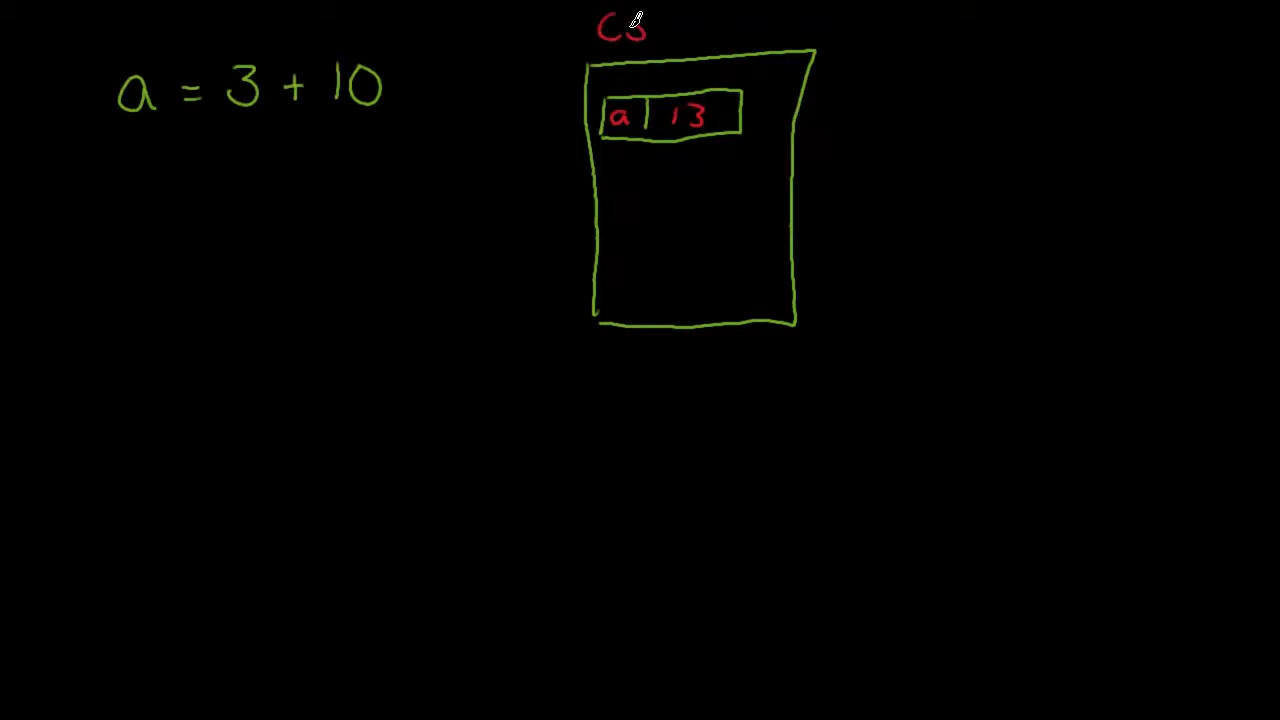 a = 3 + 10
a 13